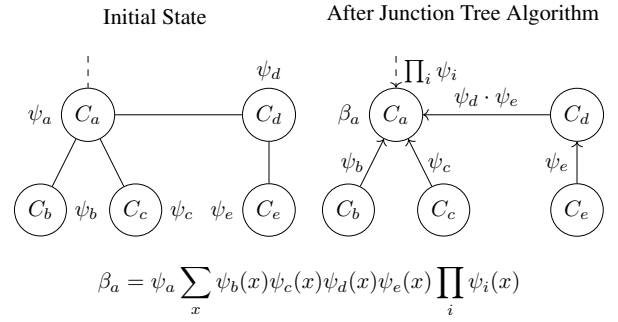 Initial State
After Junction Tree Algorithm
ψ_d
∏_i ψ_i
ψ_a C_a C_d
β_a C_a ψ_d · ψ_e C_d
ψ_b ψ_c ψ_e
C_b ψ_b C_c ψ_c ψ_e C_e
C_b C_c C_e
β_a = ψ_a ∑_x ψ_b(x)ψ_c(x)ψ_d(x)ψ_e(x) ∏_i ψ_i(x)